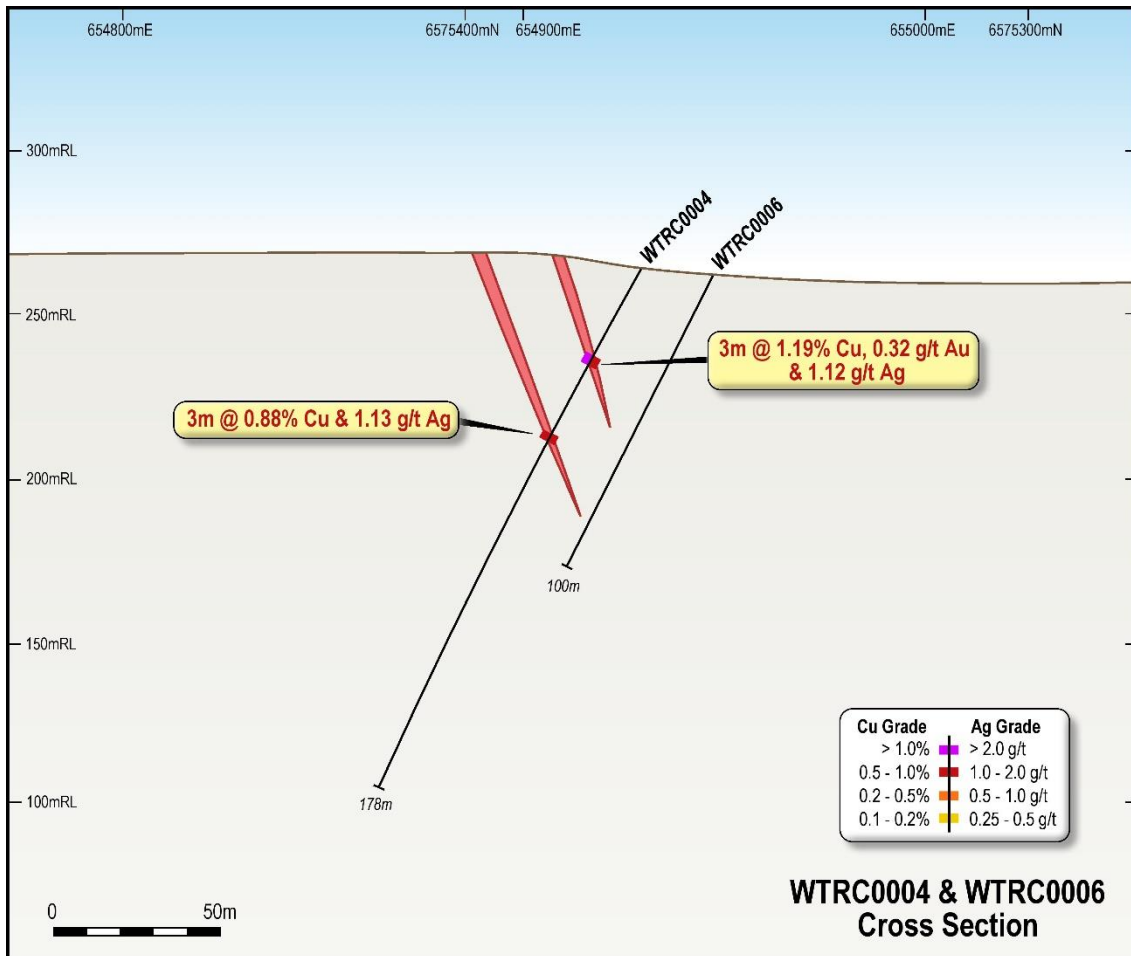 654800mE
6575400mN
654900mE
655000mE
6575300mN
300mRL
250mRL
200mRL
150mRL
100mRL
WTRC0004
WTRC0006
3m @ 1.19% Cu, 0.32 g/t Au
& 1.12 g/t Ag
3m @ 0.88% Cu & 1.13 g/t Ag
100m
178m
Cu Grade Ag Grade
> 1.0% > 2.0 g/t
0.5 - 1.0% 1.0 - 2.0 g/t
0.2 - 0.5% 0.5 - 1.0 g/t
0.1 - 0.2% 0.25 - 0.5 g/t
WTRC0004 & WTRC0006
Cross Section
0 50m